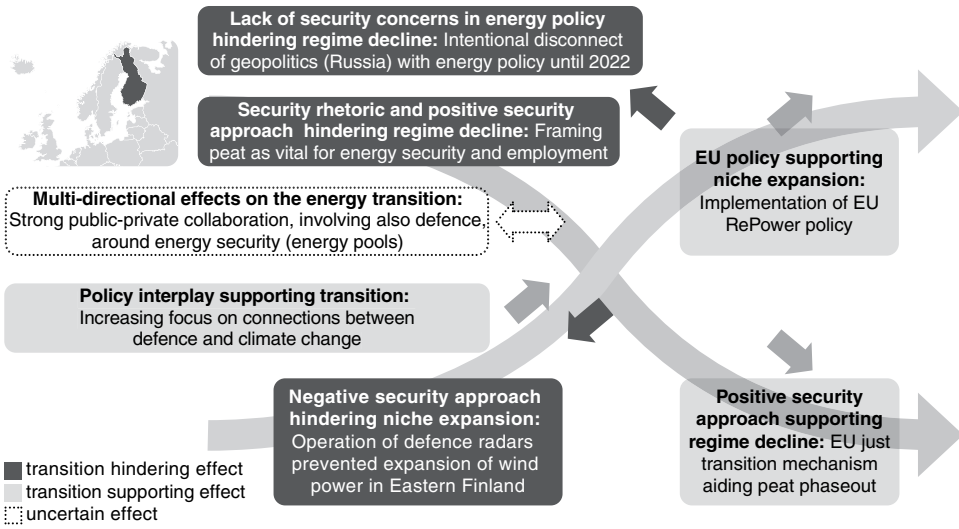 Lack of security concerns in energy policy
hindering regime decline: Intentional disconnect
of geopolitics (Russia) with energy policy until 2022
Security rhetoric and positive security
approach hindering regime decline: Framing
peat as vital for energy security and employment
EU policy supporting
niche expansion:
Implementation of EU
RePower policy
Multi-directional effects on the energy transition:
Strong public-private collaboration, involving also defence,
around energy security (energy pools)
Policy interplay supporting transition:
Increasing focus on connections between
defence and climate change
Negative security approach
hindering niche expansion:
Operation of defence radars
prevented expansion of wind
power in Eastern Finland
Positive security
approach supporting
regime decline: EU just
transition mechanism
aiding peat phaseout
transition hindering effect
transition supporting effect
uncertain effect